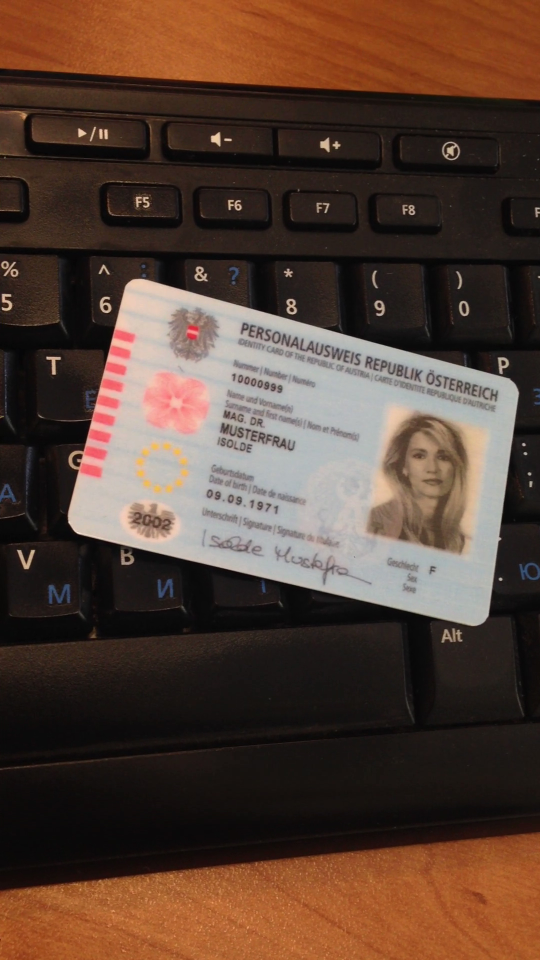 F5 F6 F7 F8 F
% 5 ^ : 6 & ? * 8 ( 9 ) 0
PERSONALAUSWEIS REPUBLIK ÖSTERREICH
IDENTITY CARD OF THE REPUBLIC OF AUSTRIA | CARTE D'IDENTITÉ RÉPUBLIQUE D'AUTRICHE
Nummer | Number | Numéro
10000999
Name und Vorname(n)
Surname and first name(s) | Nom et Prénom(s)
MAG. DR.
MUSTERFRAU
ISOLDE
Geburtsdatum
Date of birth | Date de naissance
09.09.1971
Unterschrift | Signature | Signature du titulaire
Isolde Musterfra
Geschlecht F
Sex
Sexe
2002
T P
G
А ; :
V М B И . Ю
Alt